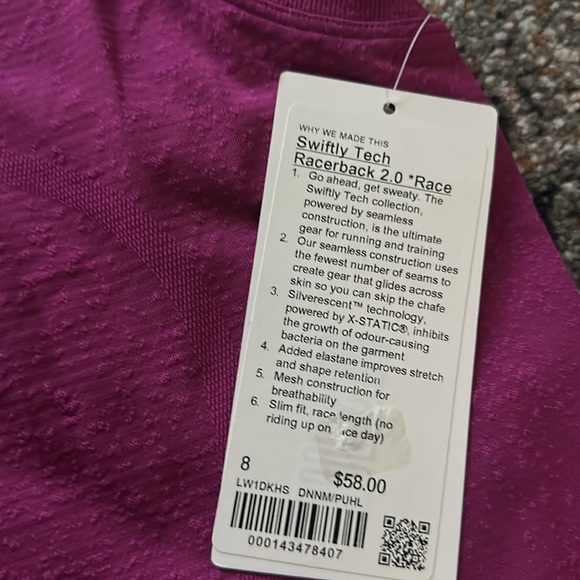 WHY WE MADE THIS
Swiftly Tech
Racerback 2.0 *Race
1. Go ahead, get sweaty. The
Swiftly Tech collection,
powered by seamless
construction, is the ultimate
gear for running and training
2. Our seamless construction uses
the fewest number of seams to
create gear that glides across
skin so you can skip the chafe
3. Silverescent™ technology,
powered by X-STATIC®, inhibits
the growth of odour-causing
bacteria on the garment
4. Added elastane improves stretch
and shape retention
5. Mesh construction for
breathability
6. Slim fit, race length (no
riding up on ice day)
8 $58.00
LW1DKHS DNNM/PUHL
000143478407